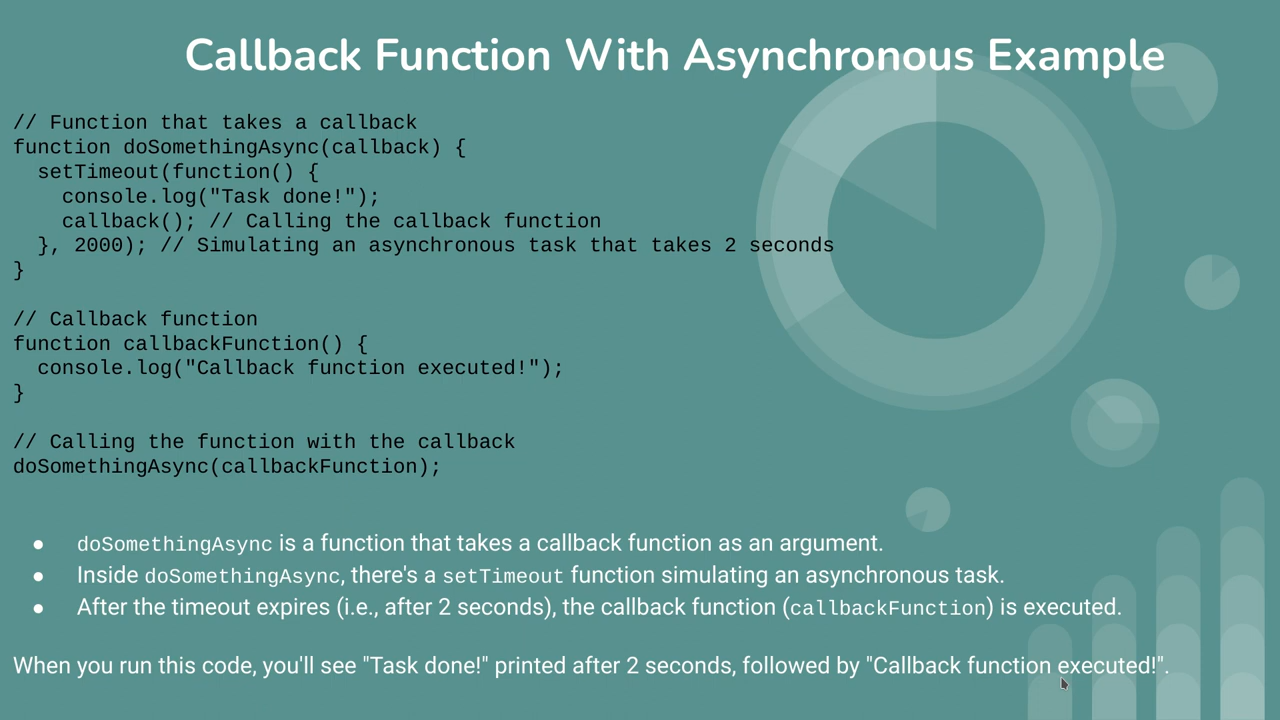 Callback Function With Asynchronous Example
// Function that takes a callback
function doSomethingAsync(callback) {
  setTimeout(function() {
    console.log("Task done!");
    callback(); // Calling the callback function
  }, 2000); // Simulating an asynchronous task that takes 2 seconds
}
// Callback function
function callbackFunction() {
  console.log("Callback function executed!");
}
// Calling the function with the callback
doSomethingAsync(callbackFunction);
● doSomethingAsync is a function that takes a callback function as an argument.
● Inside doSomethingAsync, there's a setTimeout function simulating an asynchronous task.
● After the timeout expires (i.e., after 2 seconds), the callback function (callbackFunction) is executed.
When you run this code, you'll see "Task done!" printed after 2 seconds, followed by "Callback function executed!".